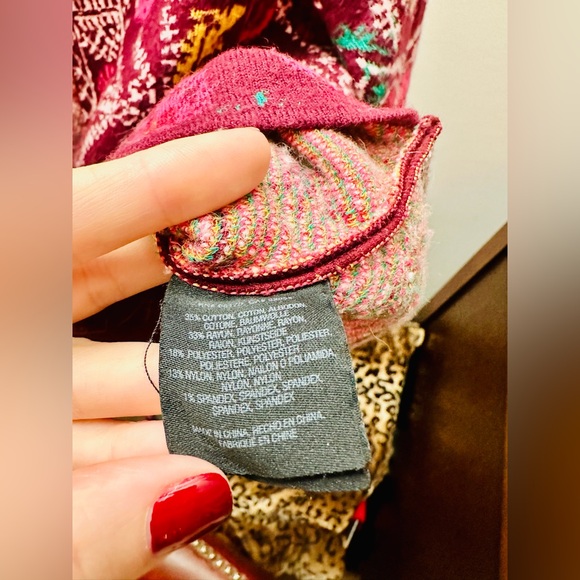 35% COTTON, COTON, ALGODON,
COTONE, BAUMWOLLE
33% RAYON, RAYONNE, RAYON,
RAION, KUNSTSEIDE
18% POLYESTER, POLYESTER, POLIESTER,
POLIESTERE, POLYESTER
13% NYLON, NYLON, NAILON O POLIAMIDA,
NYLON, NYLON
1% SPANDEX, SPANDEX, SPANDEX,
SPANDEX, SPANDEX
MADE IN CHINA, HECHO EN CHINA,
FABRIQUE EN CHINE